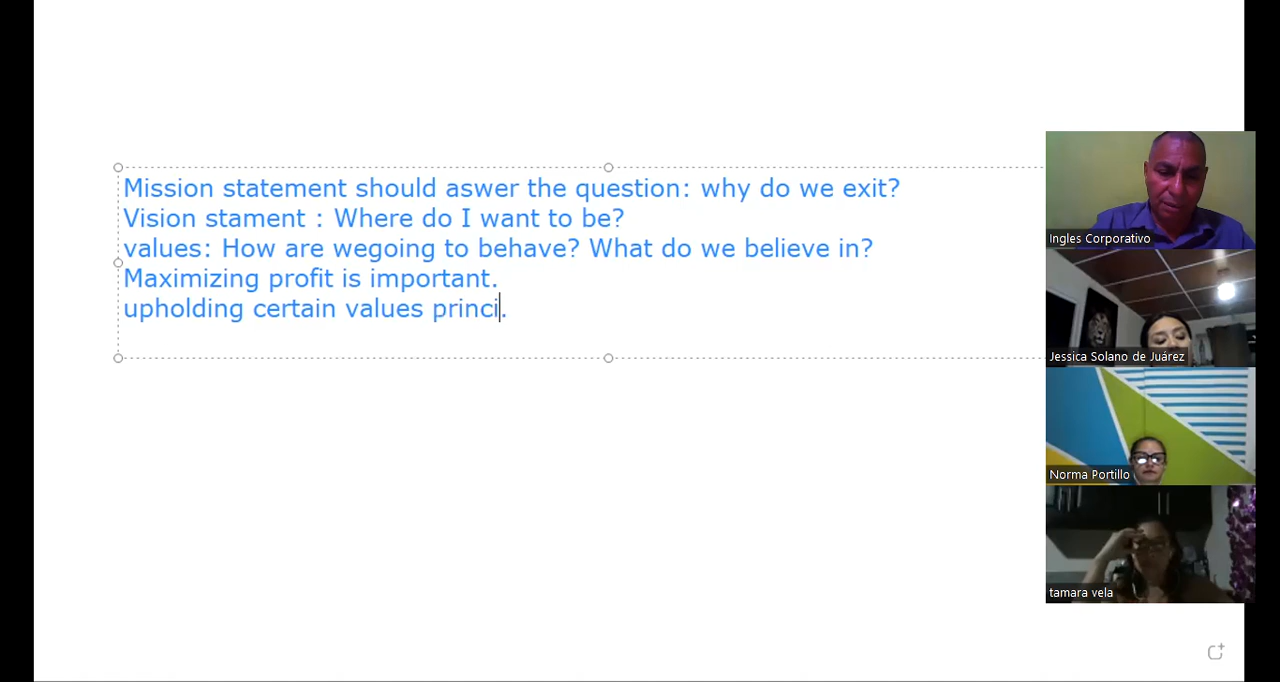 Mission statement should aswer the question: why do we exit?
Vision stament : Where do I want to be?
values: How are wegoing to behave? What do we believe in?
Maximizing profit is important.
upholding certain values princi.
Ingles Corporativo
Jessica Solano de Juárez
Norma Portillo
tamara vela